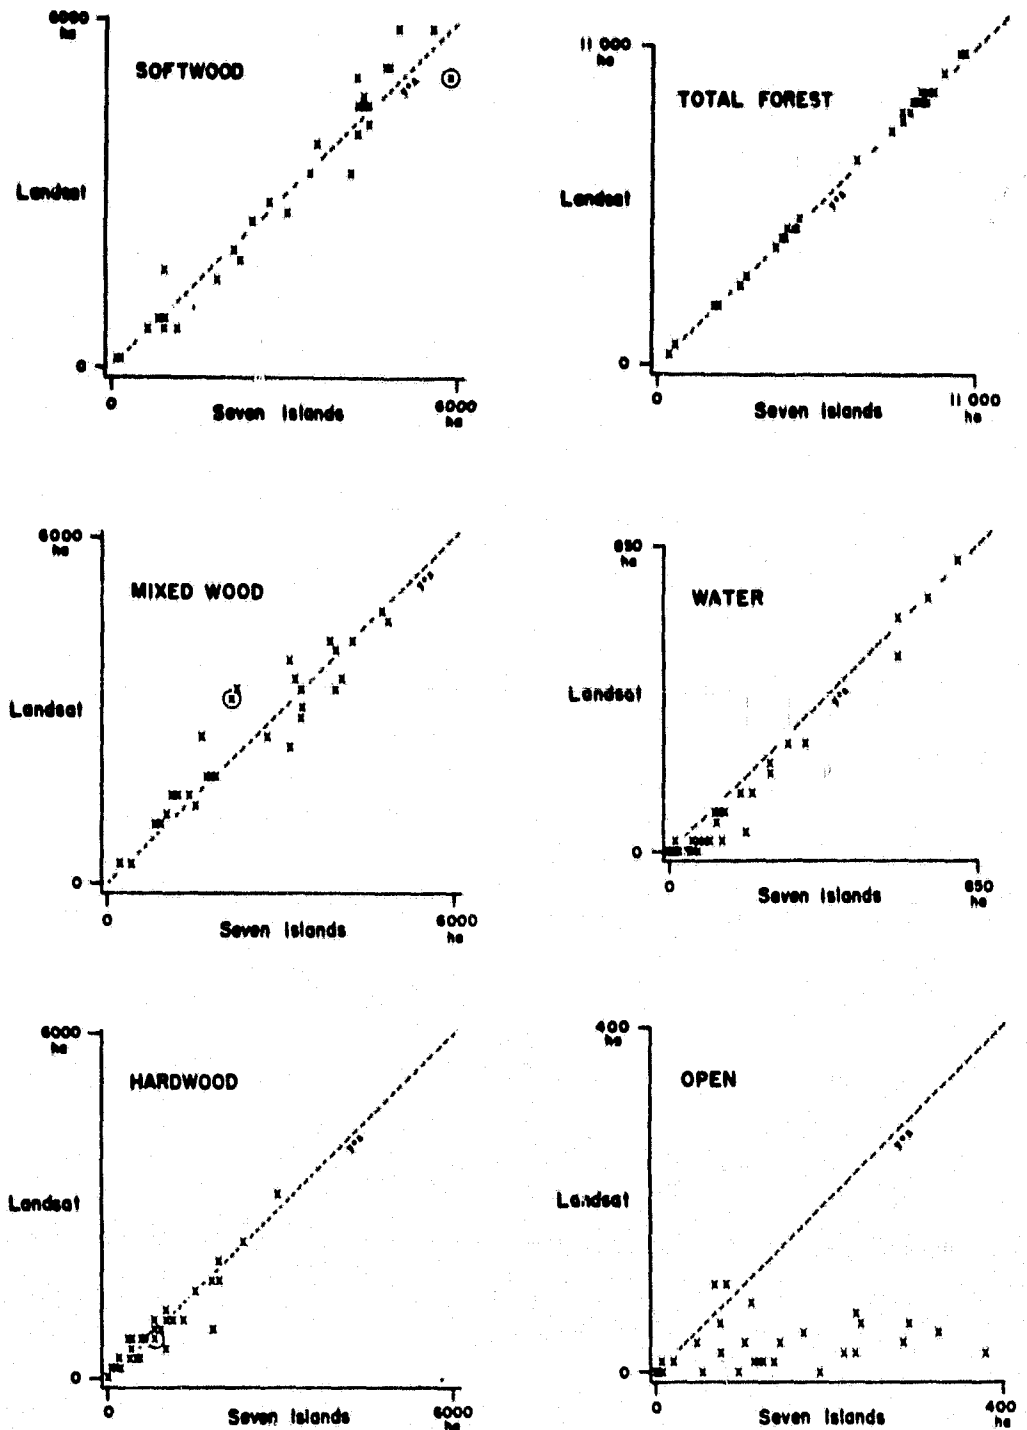 6000
ha
SOFTWOOD
y=x
Landsat
0
0
6000
Seven Islands
ha
11 000
ha
TOTAL FOREST
Landsat
y=x
0
0
11 000
Seven Islands
ha
6000
ha
MIXED WOOD
y=x
Landsat
0
0
6000
Seven Islands
ha
650
ha
WATER
Landsat
y=x
0
0
650
Seven Islands
ha
6000
ha
HARDWOOD
y=x
Landsat
0
0
6000
Seven Islands
ha
400
ha
OPEN
y=x
Landsat
0
0
400
Seven Islands
ha